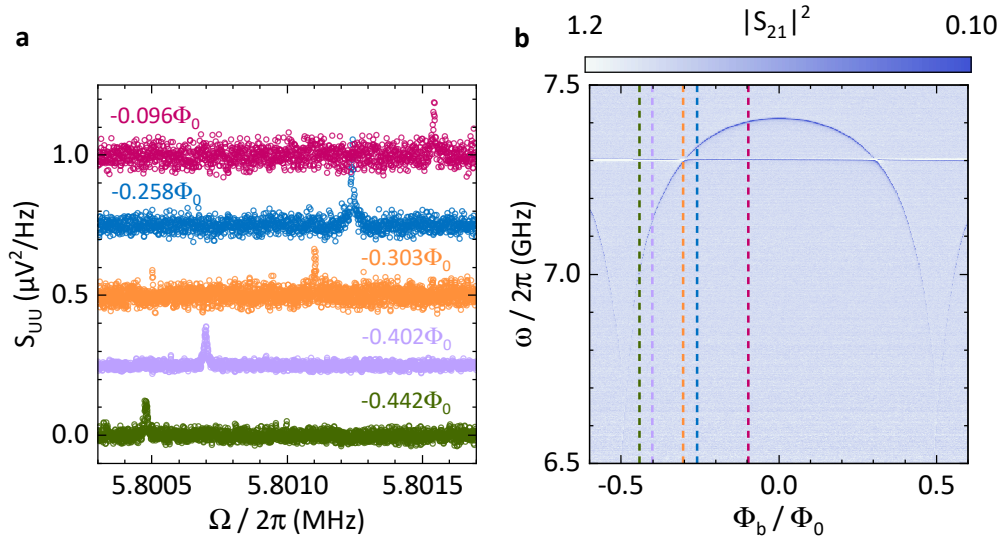 a
-0.096Φ0
-0.258Φ0
-0.303Φ0
-0.402Φ0
-0.442Φ0
1.0
0.5
0.0
SUU (μV²/Hz)
5.8005 5.8010 5.8015
Ω / 2π (MHz)
b
1.2 |S21|² 0.10
7.5
7.0
6.5
ω / 2π (GHz)
-0.5 0.0 0.5
Φb / Φ0